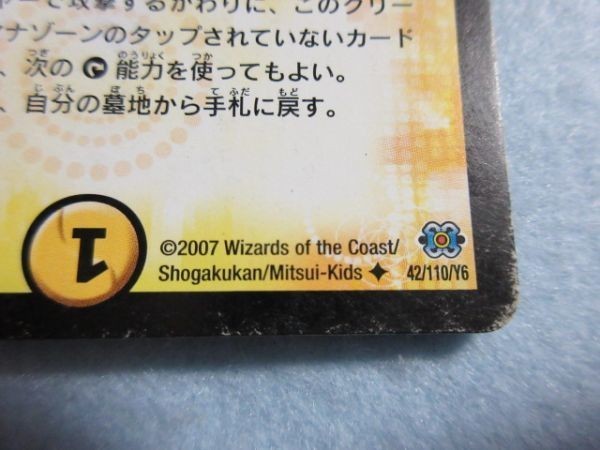 ャーで攻撃するかわりに、このクリー
ナゾーンのタップされていないカード
、次の 能力を使ってもよい。
、自分の墓地から手札に戻す。
1
©2007 Wizards of the Coast/
Shogakukan/Mitsui-Kids 42/110/Y6